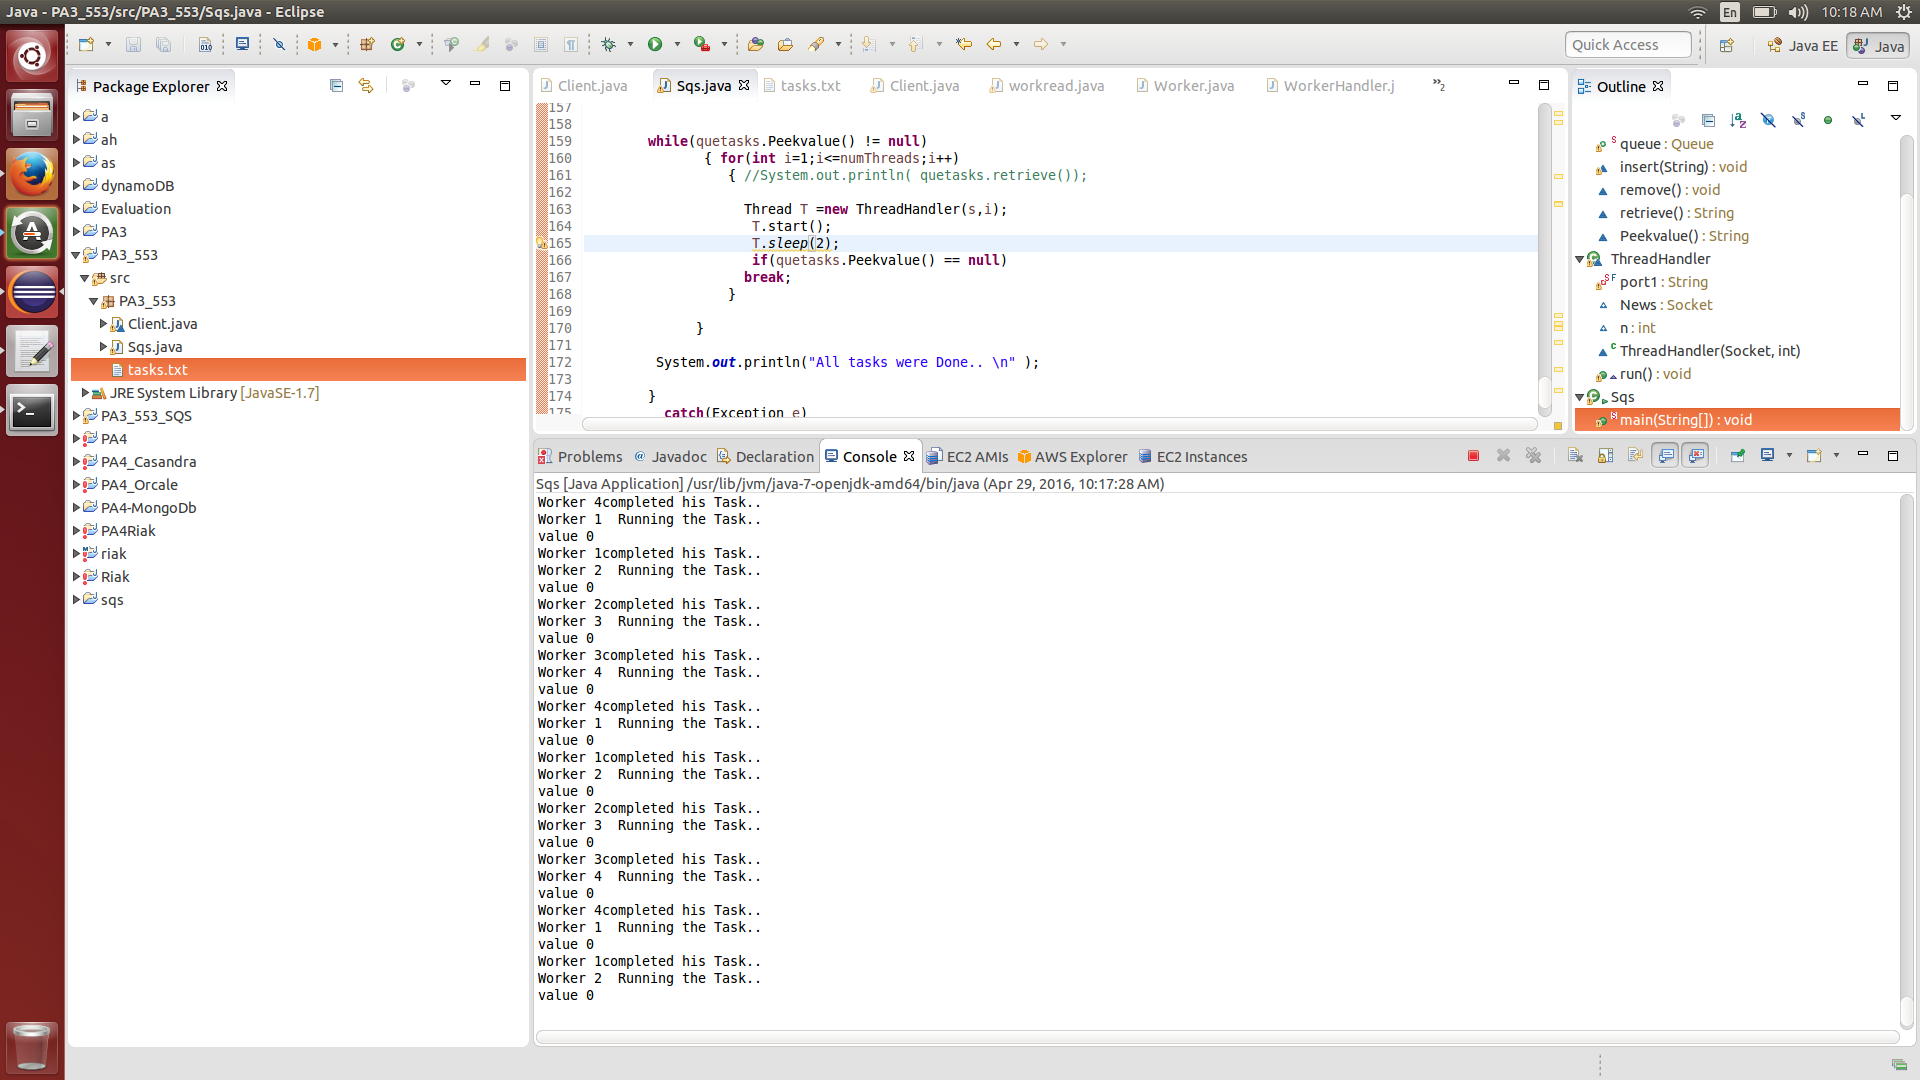 Java - PA3_553/src/PA3_553/Sqs.java - Eclipse
En
10:18 AM
Quick Access
Java EE
Java
Package Explorer
a
ah
as
dynamoDB
Evaluation
PA3
PA3_553
src
PA3_553
Client.java
Sqs.java
tasks.txt
JRE System Library [JavaSE-1.7]
PA3_553_SQS
PA4
PA4_Casandra
PA4_Orcale
PA4-MongoDb
PA4Riak
riak
Riak
sqs
Client.java
Sqs.java
tasks.txt
Client.java
workread.java
Worker.java
WorkerHandler.j
»2
157
158
159 while(quetasks.Peekvalue() != null)
160 { for(int i=1;i<=numThreads;i++)
161 { //System.out.println( quetasks.retrieve());
162
163 Thread T =new ThreadHandler(s,i);
164 T.start();
165 T.sleep(2);
166 if(quetasks.Peekvalue() == null)
167 break;
168 }
169
170 }
171
172 System.out.println("All tasks were Done.. \n" );
173
174 }
175 catch(Exception e)
Outline
queue : Queue
insert(String) : void
remove() : void
retrieve() : String
Peekvalue() : String
ThreadHandler
port1 : String
News : Socket
n : int
ThreadHandler(Socket, int)
run() : void
Sqs
main(String[]) : void
Problems
Javadoc
Declaration
Console
EC2 AMIs
AWS Explorer
EC2 Instances
Sqs [Java Application] /usr/lib/jvm/java-7-openjdk-amd64/bin/java (Apr 29, 2016, 10:17:28 AM)
Worker 4completed his Task..
Worker 1  Running the Task..
value 0
Worker 1completed his Task..
Worker 2  Running the Task..
value 0
Worker 2completed his Task..
Worker 3  Running the Task..
value 0
Worker 3completed his Task..
Worker 4  Running the Task..
value 0
Worker 4completed his Task..
Worker 1  Running the Task..
value 0
Worker 1completed his Task..
Worker 2  Running the Task..
value 0
Worker 2completed his Task..
Worker 3  Running the Task..
value 0
Worker 3completed his Task..
Worker 4  Running the Task..
value 0
Worker 4completed his Task..
Worker 1  Running the Task..
value 0
Worker 1completed his Task..
Worker 2  Running the Task..
value 0